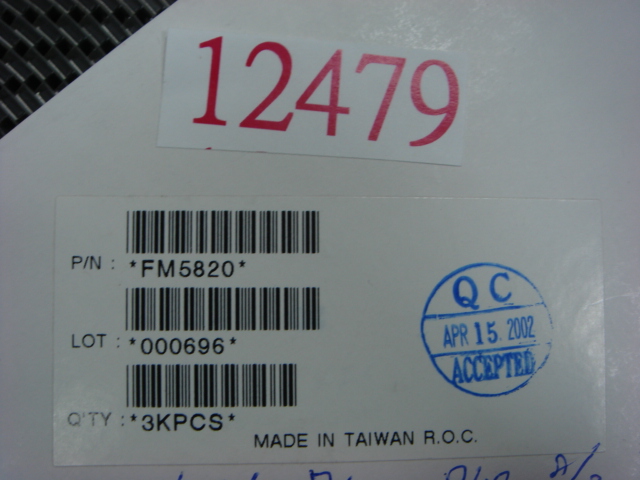 12479
P/N : *FM5820*
LOT : *000696*
Q'TY : *3KPCS*
MADE IN TAIWAN R.O.C.
QC
APR 15. 2002
ACCEPTED